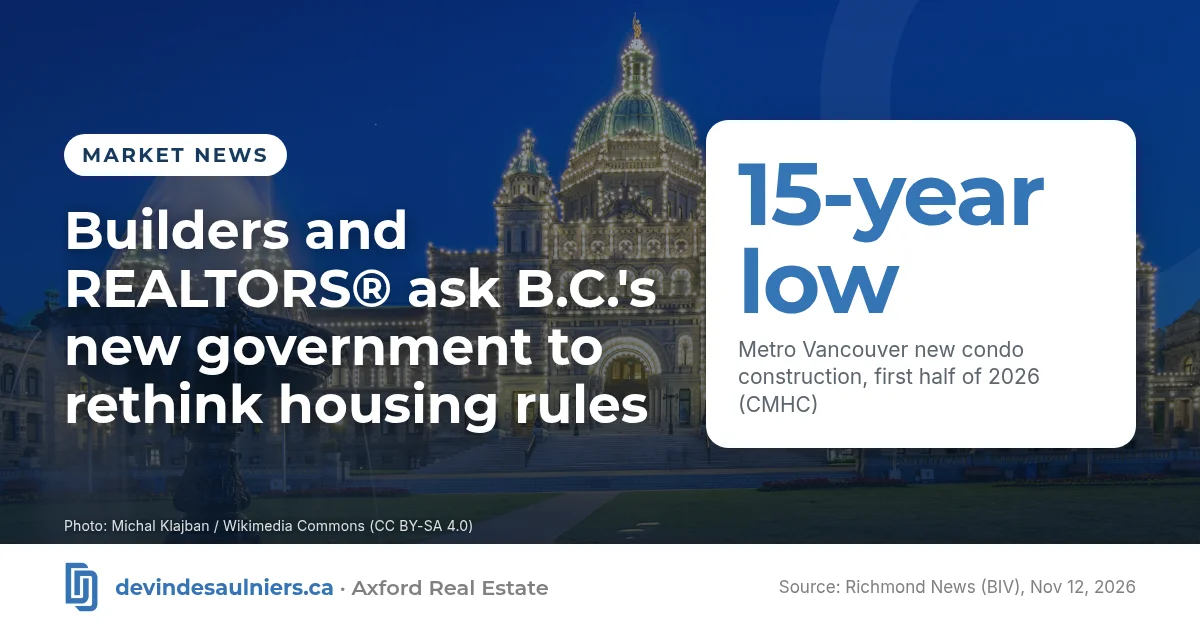 MARKET NEWS
Builders and
REALTORS® ask B.C.'s
new government to
rethink housing rules
15-year
low
Metro Vancouver new condo
construction, first half of 2026
(CMHC)
Photo: Michal Klajban / Wikimedia Commons (CC BY-SA 4.0)
devindesaulniers.ca · Axford Real Estate
Source: Richmond News (BIV), Nov 12, 2026